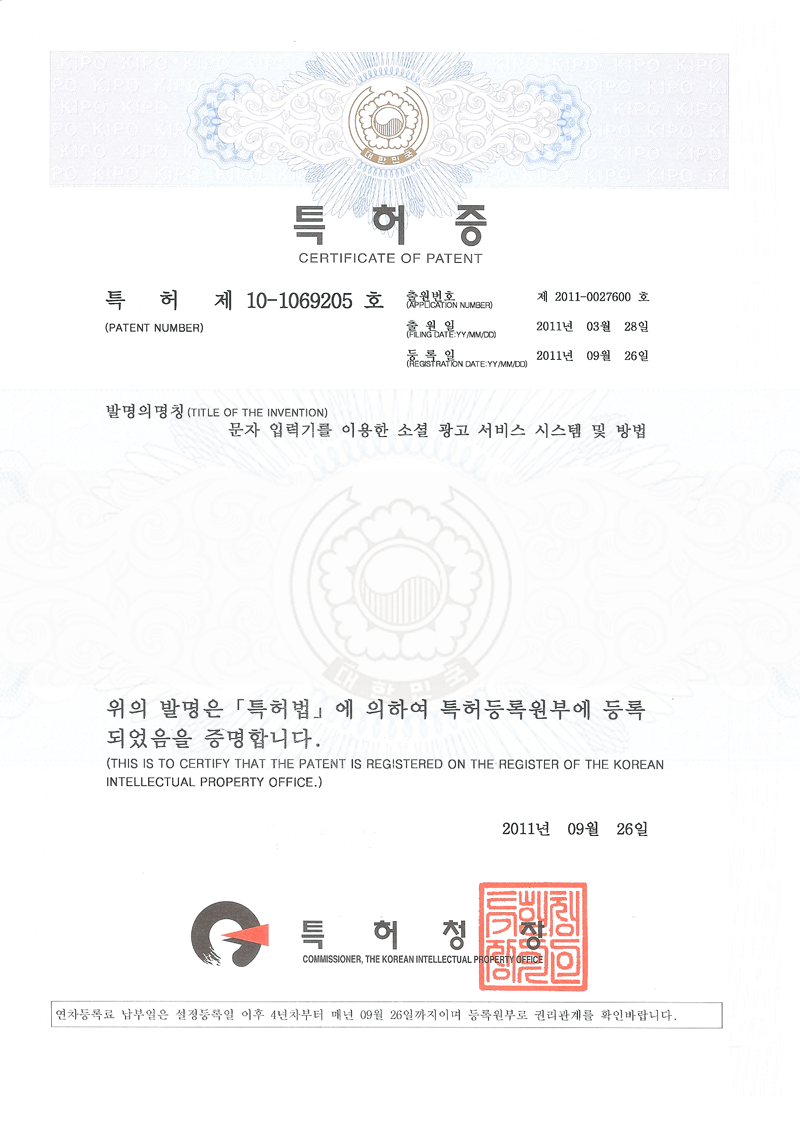 KIPO KIPO KIPO KIPO KIPO
대한민국
특 허 증
CERTIFICATE OF PATENT
특 허 제 10-1069205 호
(PATENT NUMBER)
출원번호 제 2011-0027600 호
(APPLICATION NUMBER)
출 원 일 2011년 03월 28일
(FILING DATE:YY/MM/DD)
등 록 일 2011년 09월 26일
(REGISTRATION DATE:YY/MM/DD)
발명의명칭(TITLE OF THE INVENTION)
문자 입력기를 이용한 소셜 광고 서비스 시스템 및 방법
대한민국
위의 발명은 「특허법」에 의하여 특허등록원부에 등록
되었음을 증명합니다.
(THIS IS TO CERTIFY THAT THE PATENT IS REGISTERED ON THE REGISTER OF THE KOREAN
INTELLECTUAL PROPERTY OFFICE.)
2011년 09월 26일
특 허 청 장
COMMISSIONER, THE KOREAN INTELLECTUAL PROPERTY OFFICE
연차등록료 납부일은 설정등록일 이후 4년차부터 매년 09월 26일까지이며 등록원부로 권리관계를 확인바랍니다.